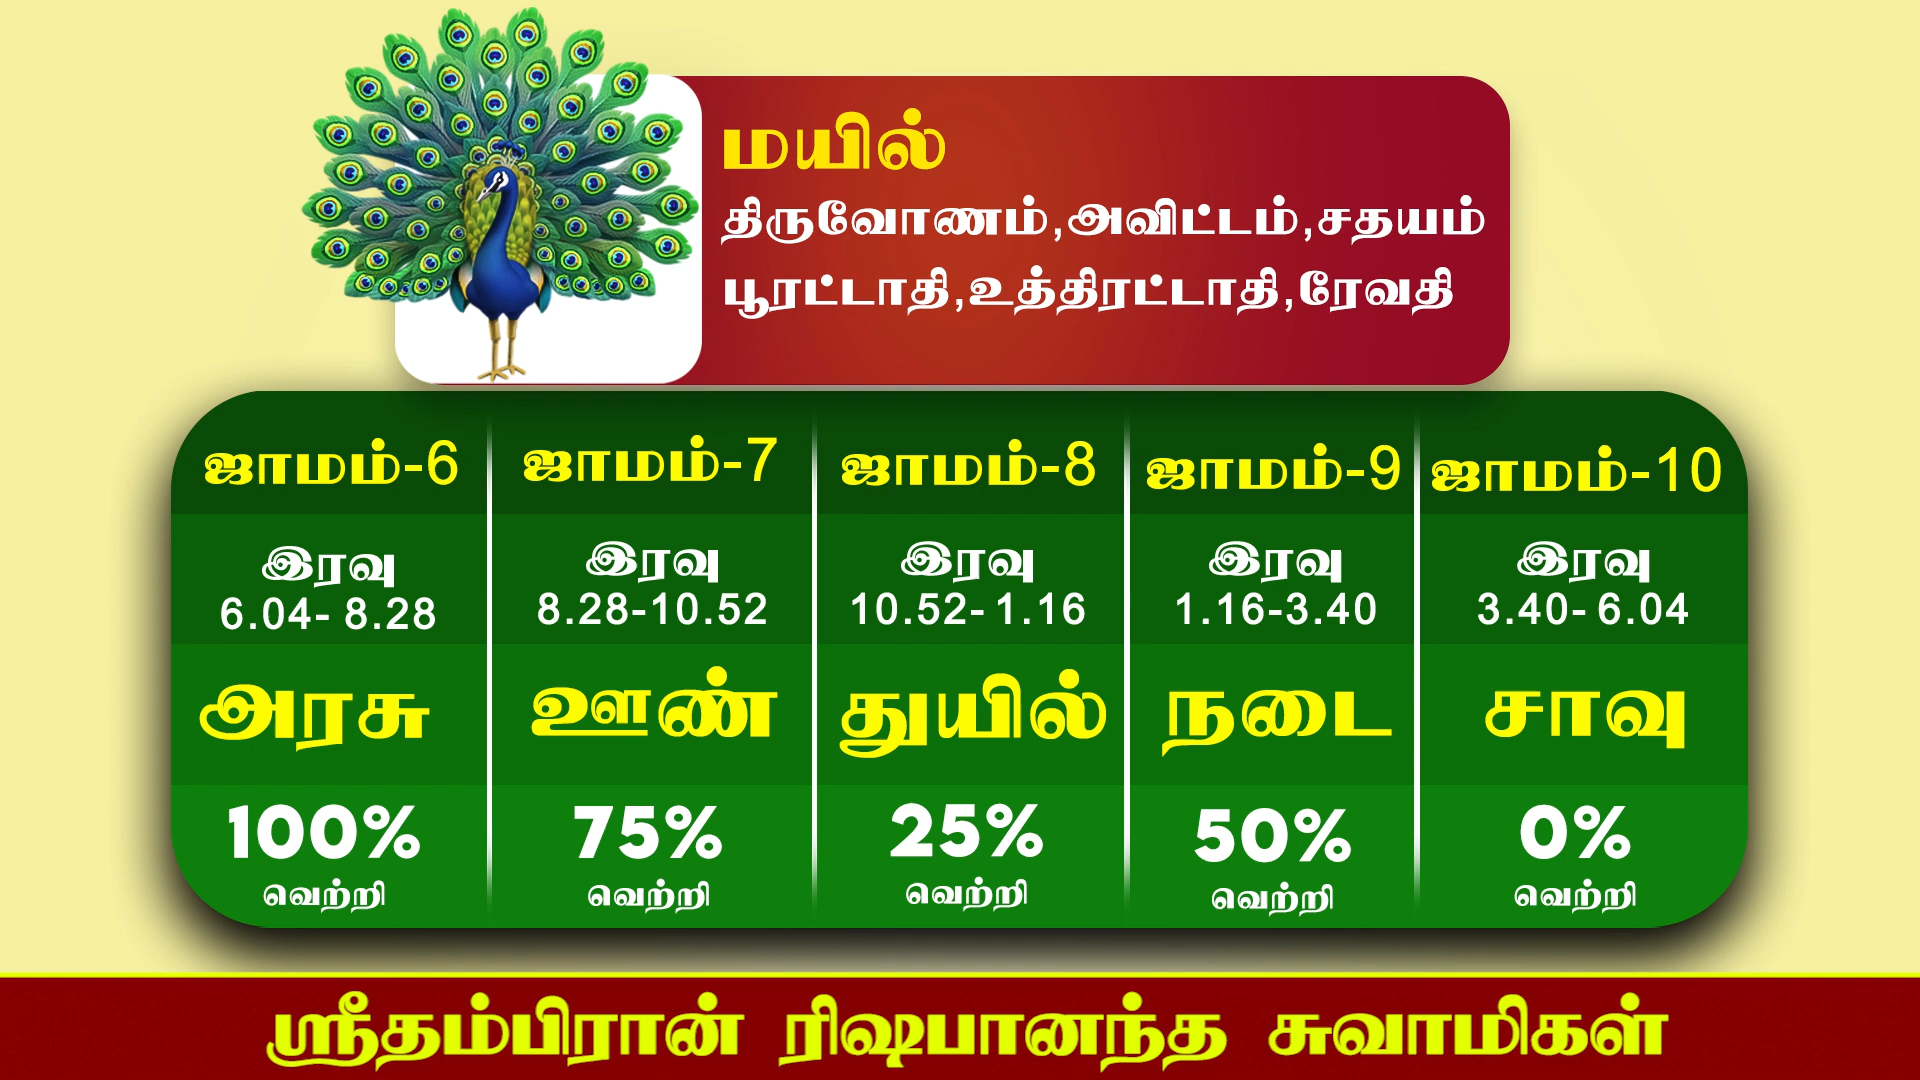 மயில்
திருவோணம்,அவிட்டம்,சதயம்
பூரட்டாதி,உத்திரட்டாதி,ரேவதி
ஜாமம்-6 ஜாமம்-7 ஜாமம்-8 ஜாமம்-9 ஜாமம்-10
இரவு இரவு இரவு இரவு இரவு
6.04- 8.28 8.28-10.52 10.52- 1.16 1.16-3.40 3.40- 6.04
அரசு ஊண் துயில் நடை சாவு
100% 75% 25% 50% 0%
வெற்றி வெற்றி வெற்றி வெற்றி வெற்றி
ஸ்ரீதம்பிரான் ரிஷபானந்த சுவாமிகள்